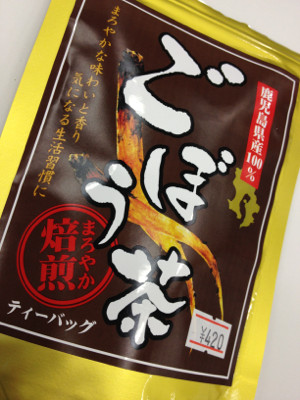 鹿児島県産100%
ごぼう茶
まろやかな味わいと香り
気になる生活習慣に
まろやか
焙煎
ティーバッグ
¥420